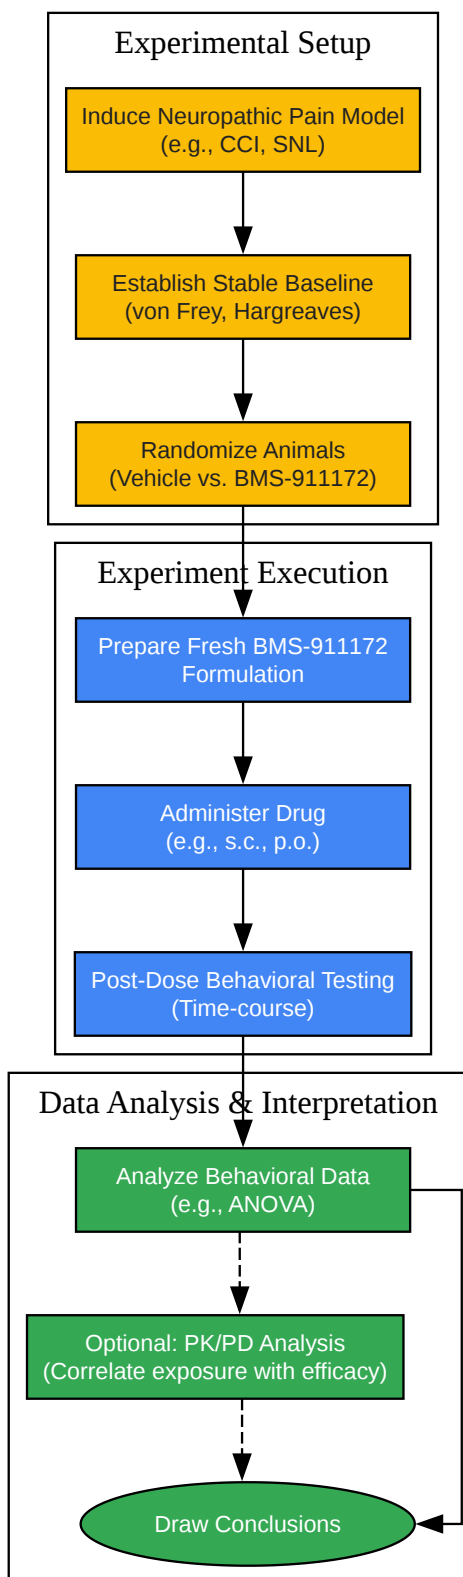 Experimental Setup
Induce Neuropathic Pain Model
(e.g., CCI, SNL)
Establish Stable Baseline
(von Frey, Hargreaves)
Randomize Animals
(Vehicle vs. BMS-911172)
Experiment Execution
Prepare Fresh BMS-911172
Formulation
Administer Drug
(e.g., s.c., p.o.)
Post-Dose Behavioral Testing
(Time-course)
Data Analysis & Interpretation
Analyze Behavioral Data
(e.g., ANOVA)
Optional: PK/PD Analysis
(Correlate exposure with efficacy)
Draw Conclusions